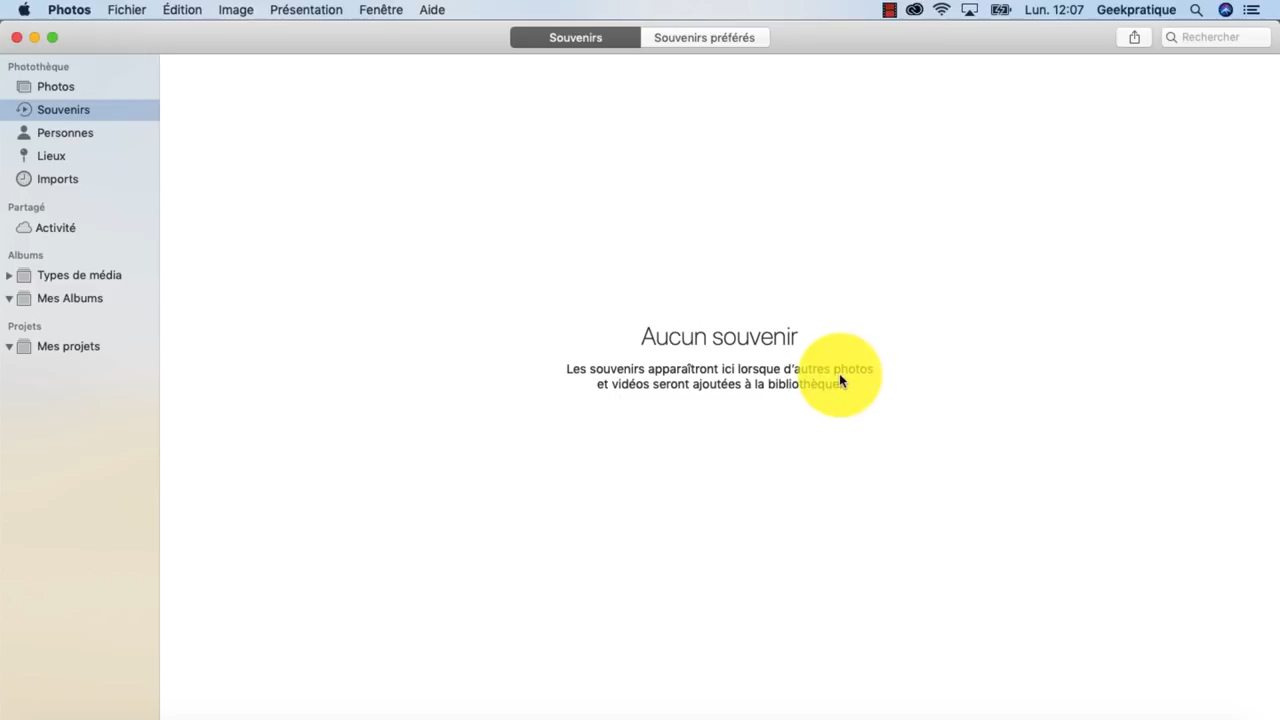 Photos Fichier Édition Image Présentation Fenêtre Aide Lun. 12:07 Geekpratique
Souvenirs Souvenirs préférés Rechercher
Photothèque
Photos
Souvenirs
Personnes
Lieux
Imports
Partagé
Activité
Albums
Types de média
Mes Albums
Projets
Mes projets
Aucun souvenir
Les souvenirs apparaîtront ici lorsque d'autres photos
et vidéos seront ajoutées à la bibliothèque.